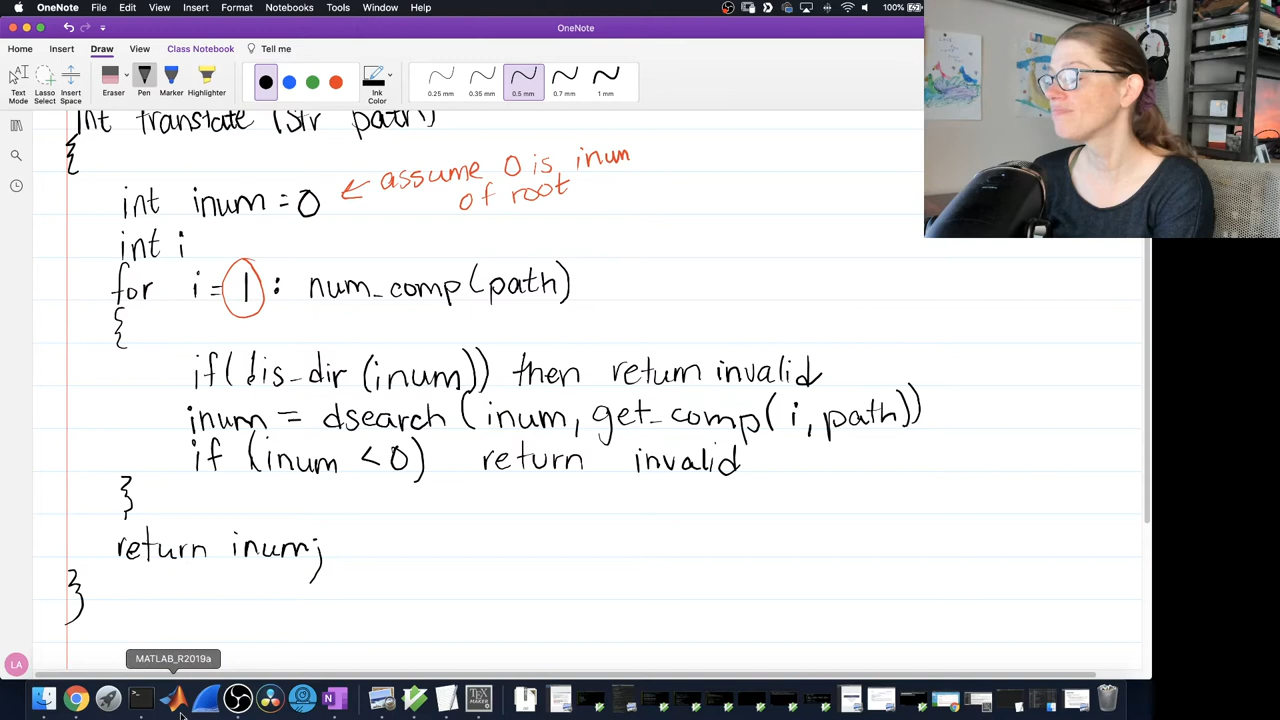 OneNote File Edit View Insert Format Notebooks Tools Window Help 100%
OneNote
Home Insert Draw View Class Notebook Tell me
Text Mode Lasso Select Insert Space Eraser Pen Marker Highlighter Ink Color 0.25 mm 0.35 mm 0.5 mm 0.7 mm 1 mm
int translate (str path)
{
int inum = 0 ← assume 0 is inum
of root
int i
for i = 1 : num_comp(path)
{
if(!is_dir (inum)) then return invalid
inum = dsearch (inum, get_comp(i, path))
if (inum < 0) return invalid
}
return inum;
}
LA
MATLAB_R2019a
TEX